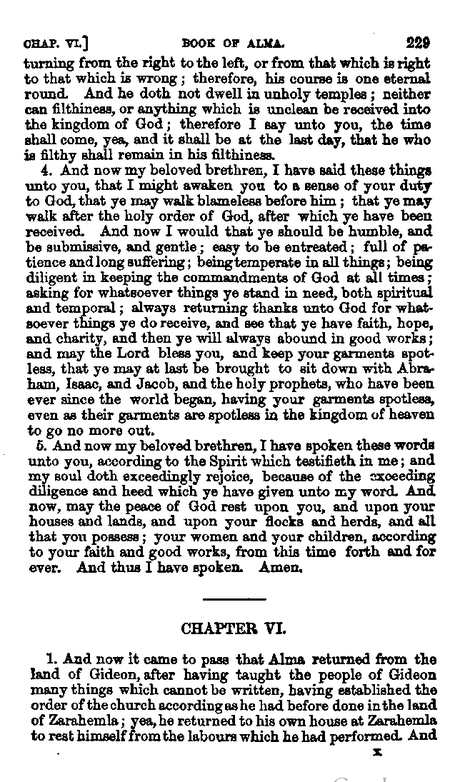 CHAP. VI.] BOOK OF ALMA. 229
turning from the right to the left, or from that which is right
to that which is wrong; therefore, his course is one eternal
round. And he doth not dwell in unholy temples; neither
can filthiness, or anything which is unclean be received into
the kingdom of God; therefore I say unto you, the time
shall come, yea, and it shall be at the last day, that he who
is filthy shall remain in his filthiness.
4. And now my beloved brethren, I have said these things
unto you, that I might awaken you to a sense of your duty
to God, that ye may walk blameless before him; that ye may
walk after the holy order of God, after which ye have been
received. And now I would that ye should be humble, and
be submissive, and gentle; easy to be entreated; full of pa-
tience and long suffering; being temperate in all things; being
diligent in keeping the commandments of God at all times;
asking for whatsoever things ye stand in need, both spiritual
and temporal; always returning thanks unto God for what-
soever things ye do receive, and see that ye have faith, hope,
and charity, and then ye will always abound in good works;
and may the Lord bless you, and keep your garments spot-
less, that ye may at last be brought to sit down with Abra-
ham, Isaac, and Jacob, and the holy prophets, who have been
ever since the world began, having your garments spotless,
even as their garments are spotless in the kingdom of heaven
to go no more out.
5. And now my beloved brethren, I have spoken these words
unto you, according to the Spirit which testifieth in me; and
my soul doth exceedingly rejoice, because of the exceeding
diligence and heed which ye have given unto my word. And
now, may the peace of God rest upon you, and upon your
houses and lands, and upon your flocks and herds, and all
that you possess; your women and your children, according
to your faith and good works, from this time forth and for
ever. And thus I have spoken. Amen.
CHAPTER VI.
1. And now it came to pass that Alma returned from the
land of Gideon, after having taught the people of Gideon
many things which cannot be written, having established the
order of the church according as he had before done in the land
of Zarahemla; yea, he returned to his own house at Zarahemla
to rest himself from the labours which he had performed. And
X